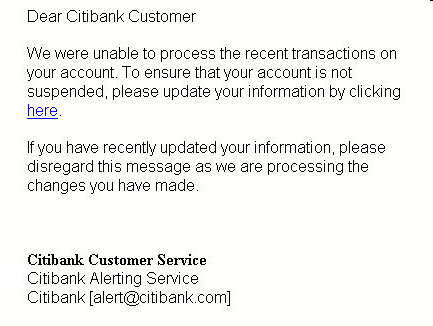 Dear Citibank Customer
We were unable to process the recent transactions on
your account. To ensure that your account is not
suspended, please update your information by clicking
here.
If you have recently updated your information, please
disregard this message as we are processing the
changes you have made.
Citibank Customer Service
Citibank Alerting Service
Citibank [alert@citibank.com]